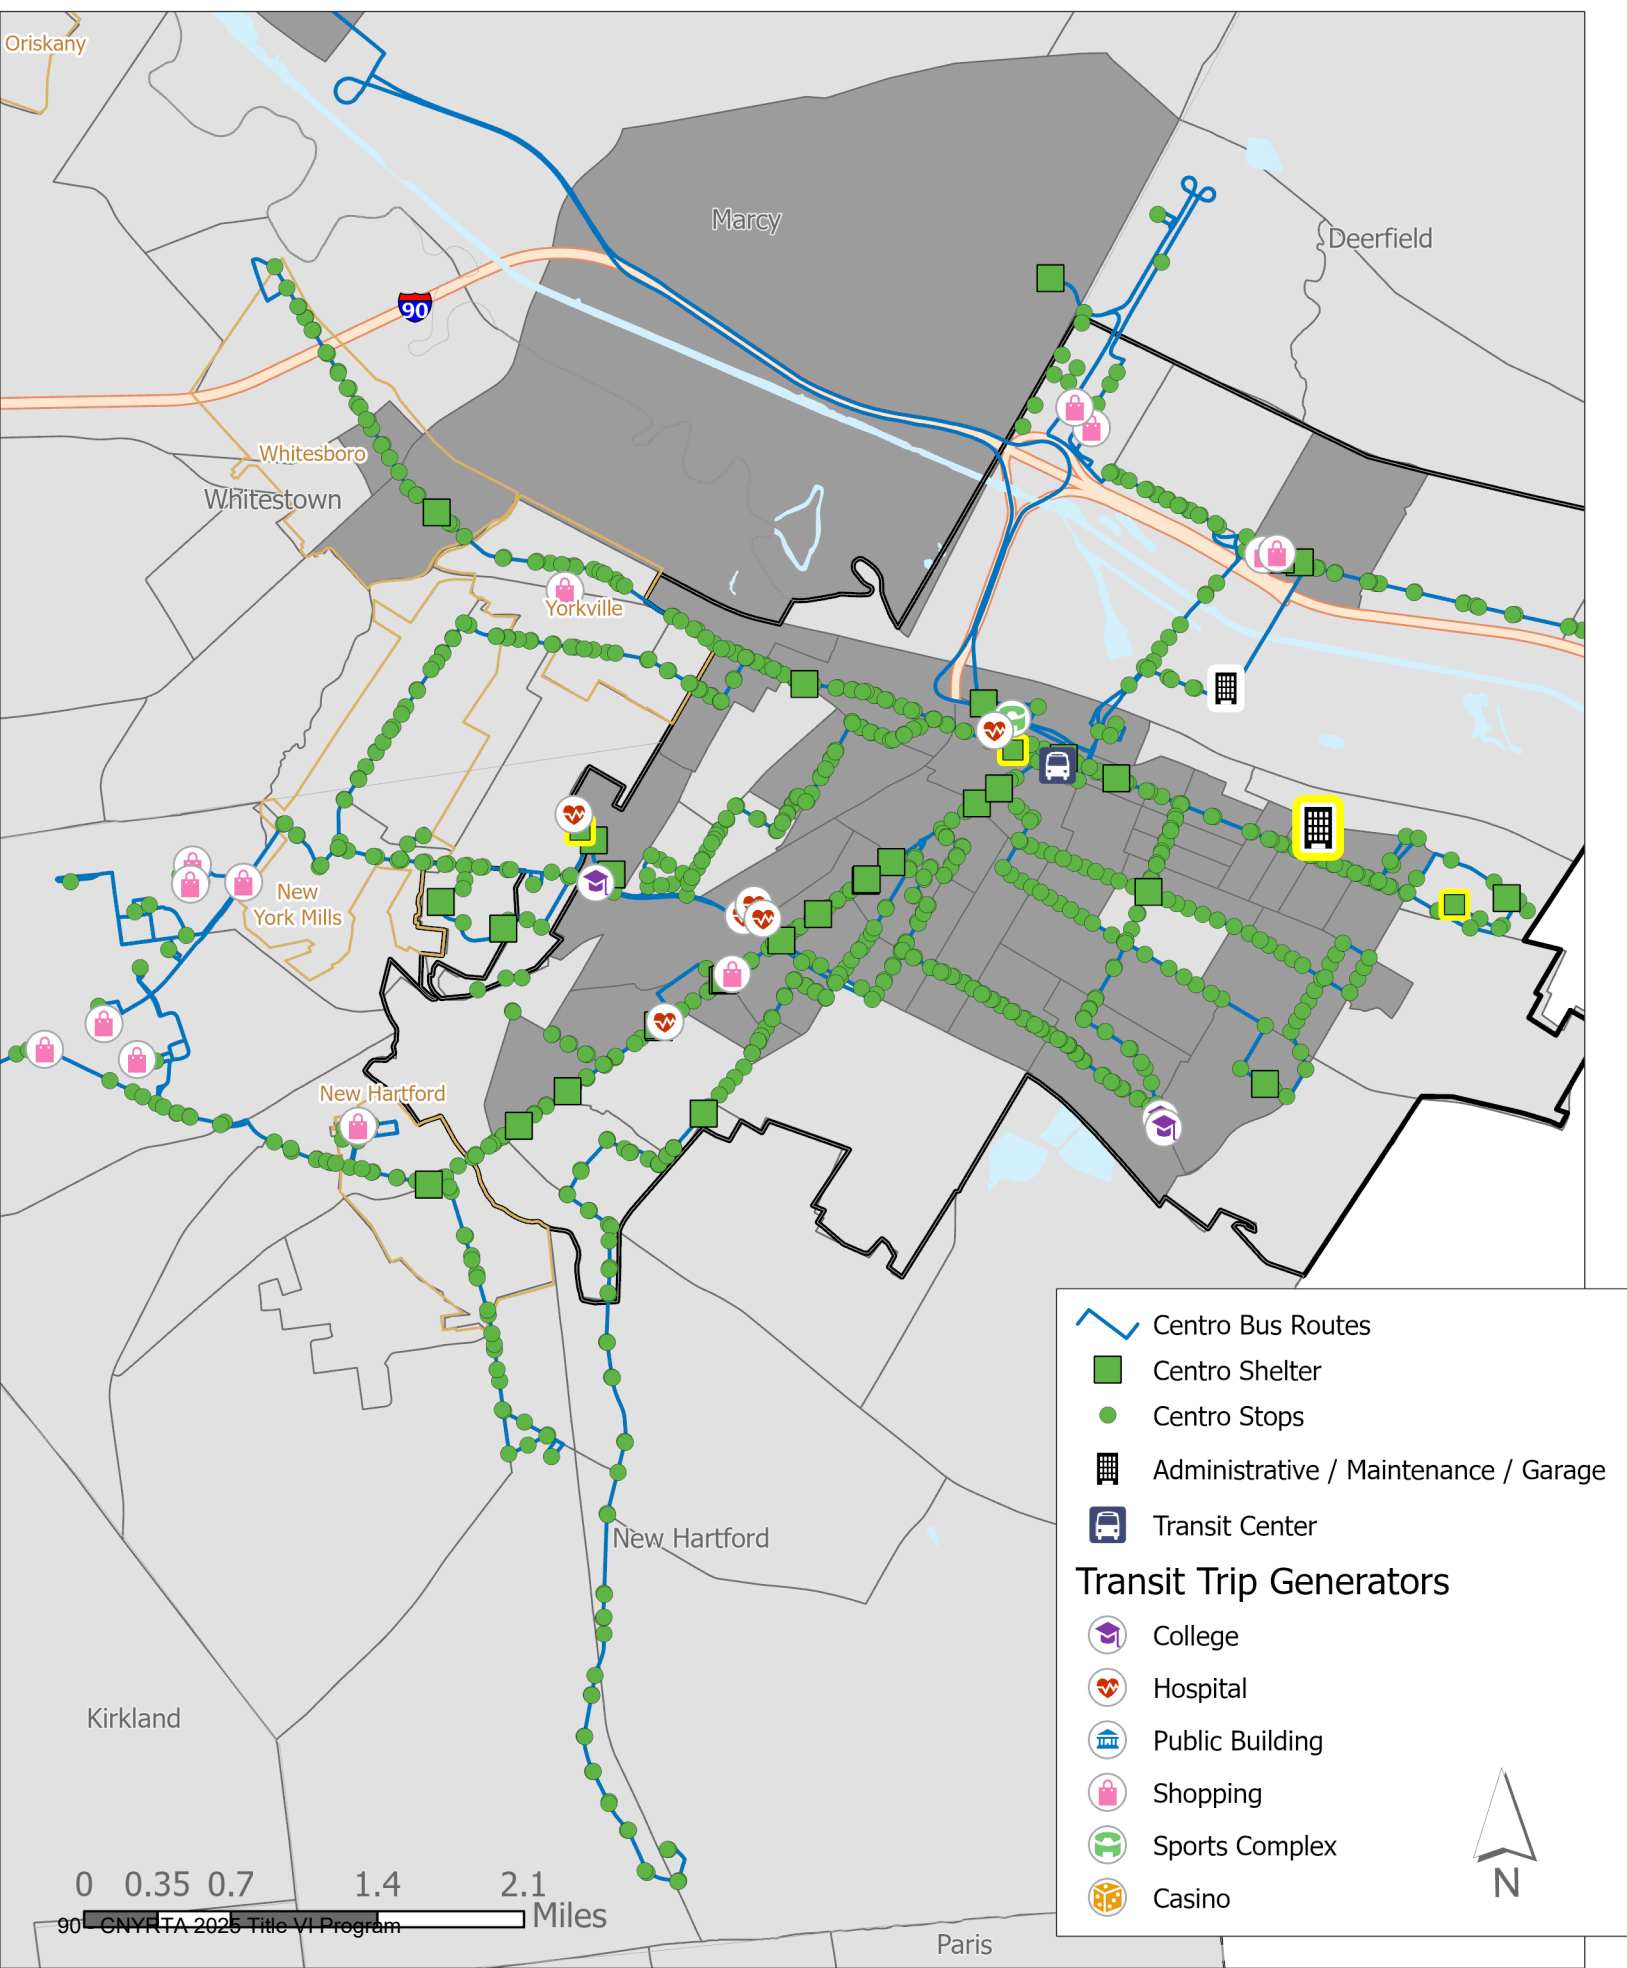 Oriskany
Marcy
Deerfield
90
Whitesboro
Whitestown
Yorkville
New
York Mills
New Hartford
New Hartford
Kirkland
Paris
Centro Bus Routes
Centro Shelter
Centro Stops
Administrative / Maintenance / Garage
Transit Center
Transit Trip Generators
College
Hospital
Public Building
Shopping
Sports Complex
Casino
N
0 0.35 0.7 1.4 2.1
Miles
90 - CNYRTA 2025 Title VI Program